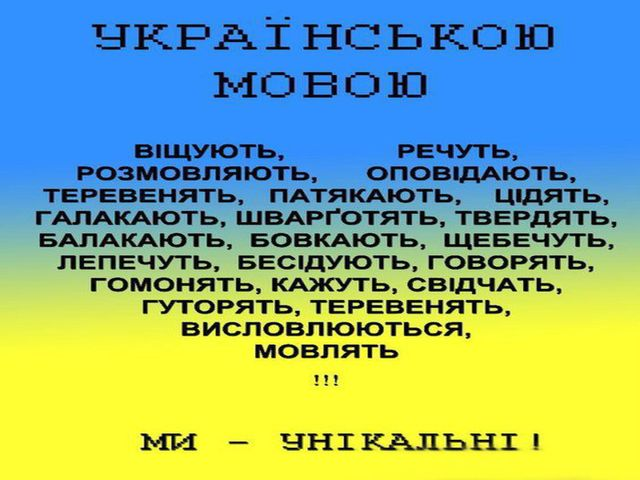 УКРАЇНСЬКОЮ
МОВОЮ
ВІЩУЮТЬ, РЕЧУТЬ,
РОЗМОВЛЯЮТЬ, ОПОВІДАЮТЬ,
ТЕРЕВЕНЯТЬ, ПАТЯКАЮТЬ, ЦІДЯТЬ,
ГАЛАКАЮТЬ, ШВАРҐОТЯТЬ, ТВЕРДЯТЬ,
БАЛАКАЮТЬ, БОВКАЮТЬ, ЩЕБЕЧУТЬ,
ЛЕПЕЧУТЬ, БЕСІДУЮТЬ, ГОВОРЯТЬ,
ГОМОНЯТЬ, КАЖУТЬ, СВІДЧАТЬ,
ГУТОРЯТЬ, ТЕРЕВЕНЯТЬ,
ВИСЛОВЛЮЮТЬСЯ,
МОВЛЯТЬ
!!!
МИ - УНІКАЛЬНІ!